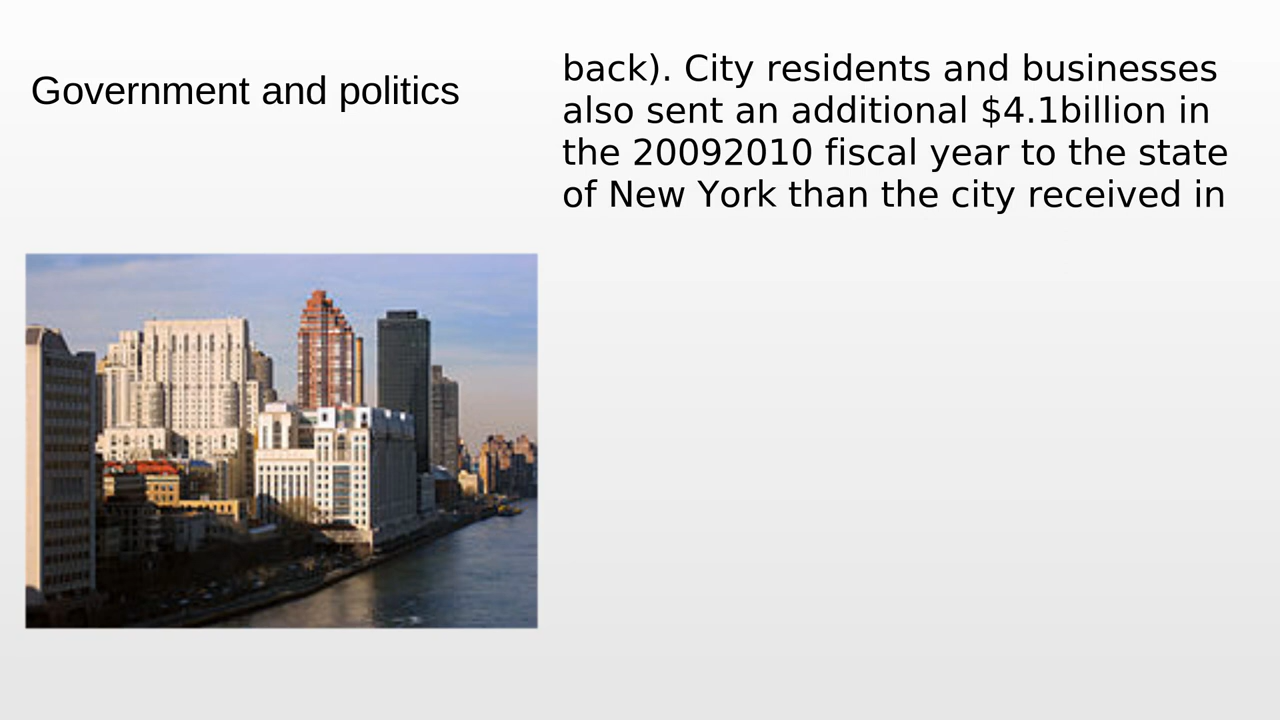 Government and politics
back). City residents and businesses
also sent an additional $4.1billion in
the 20092010 fiscal year to the state
of New York than the city received in